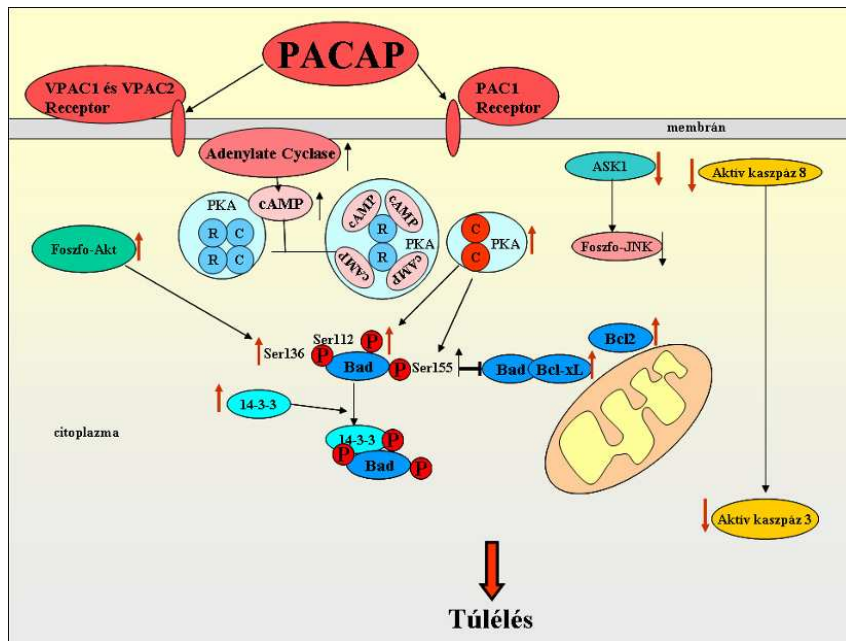 PACAP
VPAC1 és VPAC2
Receptor
PAC1
Receptor
membrán
Adenylate Cyclase
ASK1
Aktív kaszpáz 8
PKA
cAMP
R C
R C
cAMP
cAMP
R
R
PKA
cAMP
cAMP
C
C
PKA
Foszfo-Akt
Foszfo-JNK
Ser112
Ser136
P
P
P
Bad
Ser155
Bad
Bcl-xL
Bcl2
14-3-3
citoplazma
14-3-3
P
P
Bad
P
Aktív kaszpáz 3
Túlélés